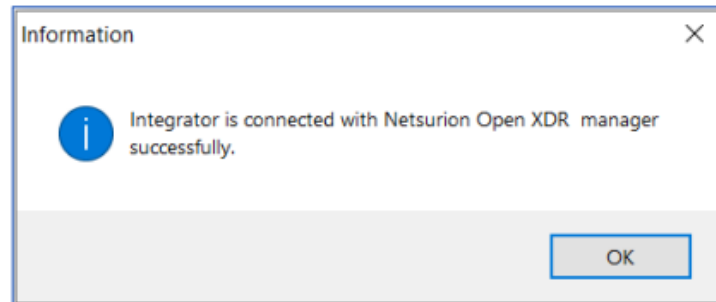 Information
Integrator is connected with Netsurion Open XDR  manager
successfully.
OK